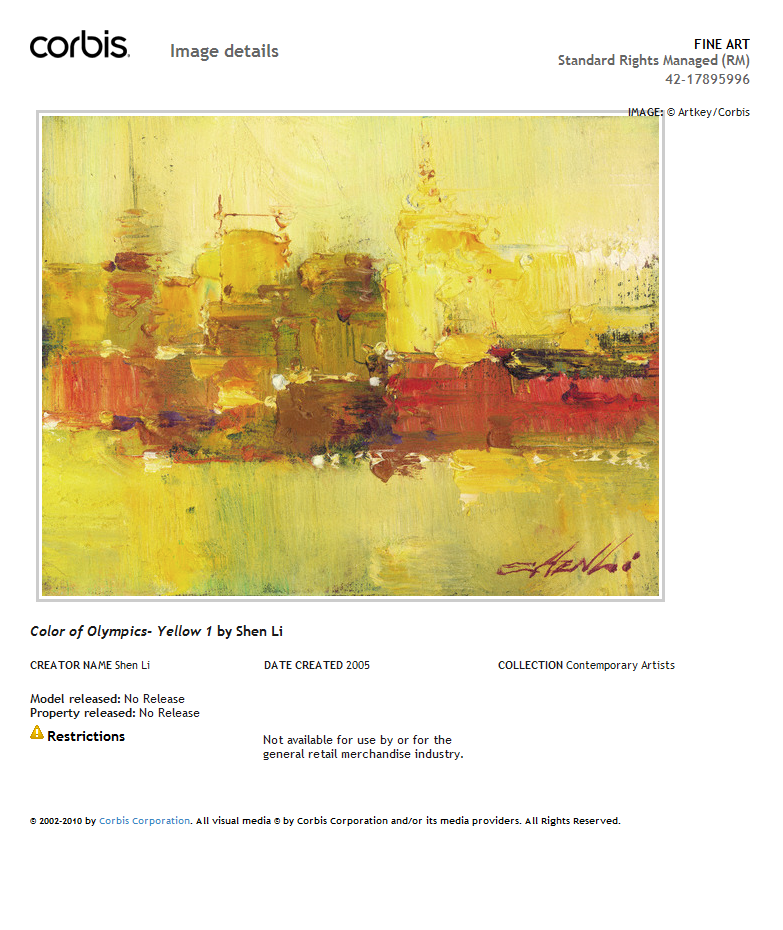 corbis.
Image details
FINE ART
Standard Rights Managed (RM)
42-17895996
IMAGE: © Artkey/Corbis
SHEN Li
Color of Olympics- Yellow 1 by Shen Li
CREATOR NAME Shen Li
DATE CREATED 2005
COLLECTION Contemporary Artists
Model released: No Release
Property released: No Release
Restrictions
Not available for use by or for the
general retail merchandise industry.
© 2002-2010 by Corbis Corporation. All visual media © by Corbis Corporation and/or its media providers. All Rights Reserved.